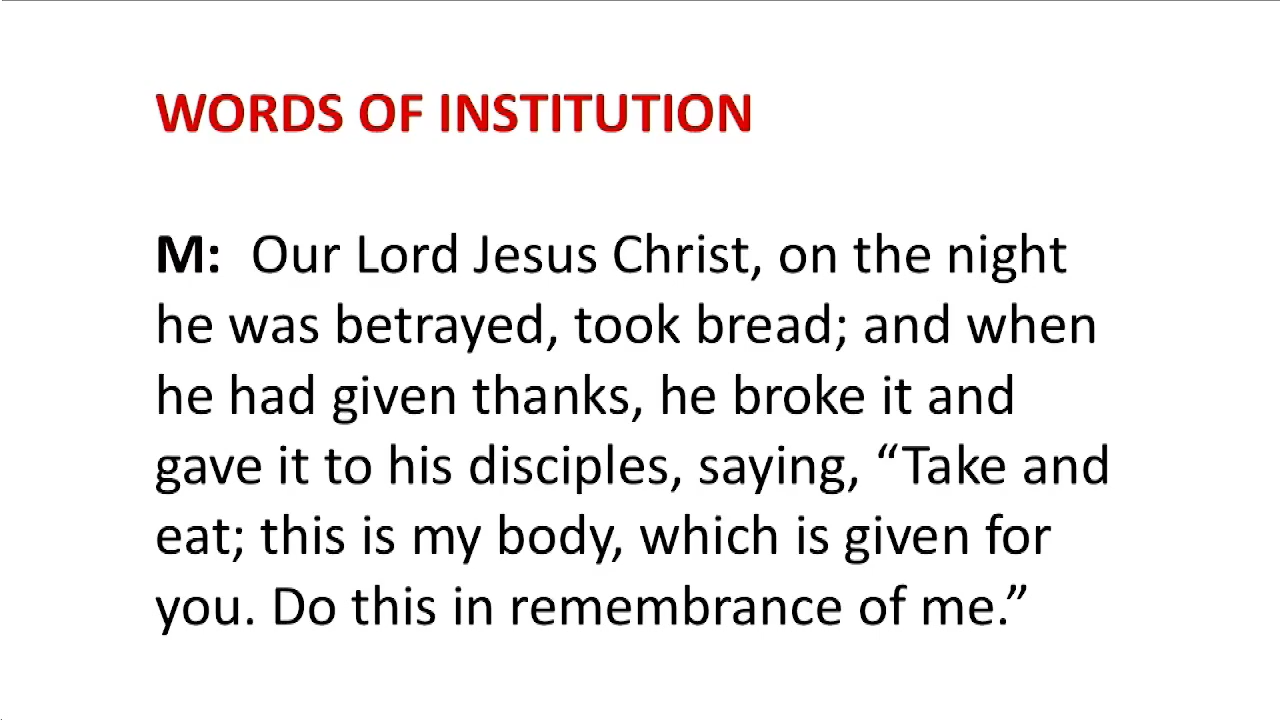 WORDS OF INSTITUTION
M: Our Lord Jesus Christ, on the night
he was betrayed, took bread; and when
he had given thanks, he broke it and
gave it to his disciples, saying, “Take and
eat; this is my body, which is given for
you. Do this in remembrance of me.”